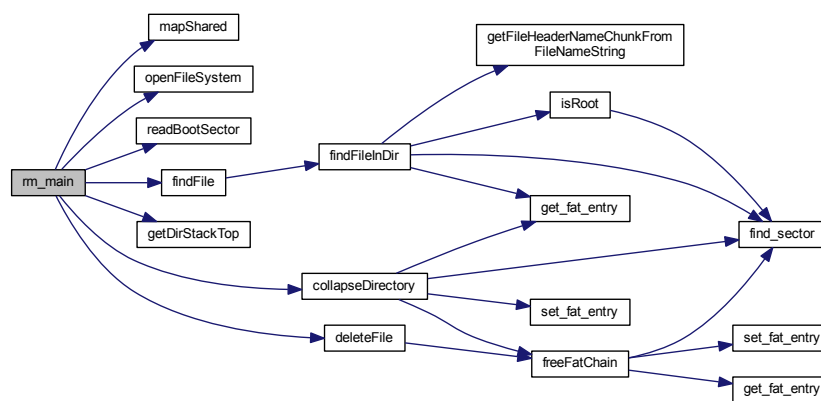 mapShared
getFileHeaderNameChunkFrom
FileNameString
openFileSystem
isRoot
readBootSector
findFileInDir
rm_main
findFile
get_fat_entry
getDirStackTop
find_sector
collapseDirectory
set_fat_entry
deleteFile
set_fat_entry
freeFatChain
get_fat_entry